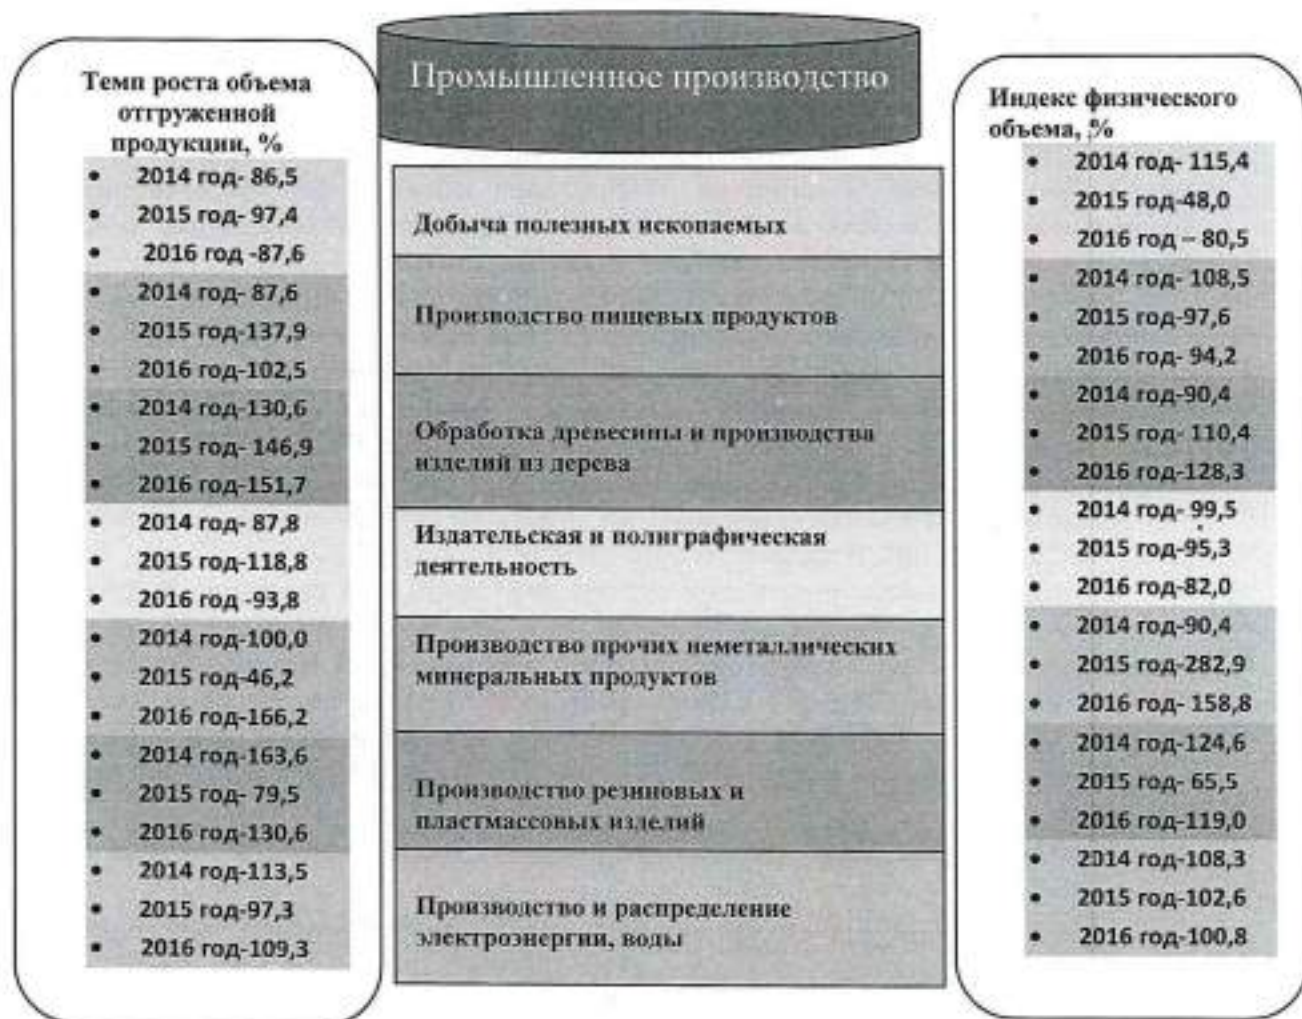 Промышленное производство
Темп роста объема
отгруженной
продукции, %
• 2014 год- 86,5
• 2015 год- 97,4
• 2016 год -87,6
• 2014 год- 87,6
• 2015 год-137,9
• 2016 год-102,5
• 2014 год-130,6
• 2015 год- 146,9
• 2016 год-151,7
• 2014 год- 87,8
• 2015 год-118,8
• 2016 год -93,8
• 2014 год-100,0
• 2015 год-46,2
• 2016 год-166,2
• 2014 год-163,6
• 2015 год- 79,5
• 2016 год-130,6
• 2014 год-113,5
• 2015 год-97,3
• 2016 год-109,3
Добыча полезных ископаемых
Производство пищевых продуктов
Обработка древесины и производства
изделий из дерева
Издательская и полиграфическая
деятельность
Производство прочих неметаллических
минеральных продуктов
Производство резиновых и
пластмассовых изделий
Производство и распределение
электроэнергии, воды
Индекс физического
объема, %
• 2014 год- 115,4
• 2015 год-48,0
• 2016 год – 80,5
• 2014 год- 108,5
• 2015 год-97,6
• 2016 год- 94,2
• 2014 год-90,4
• 2015 год- 110,4
• 2016 год-128,3
• 2014 год- 99,5
• 2015 год-95,3
• 2016 год-82,0
• 2014 год-90,4
• 2015 год-282,9
• 2016 год- 158,8
• 2014 год-124,6
• 2015 год- 65,5
• 2016 год-119,0
• 2014 год-108,3
• 2015 год-102,6
• 2016 год-100,8